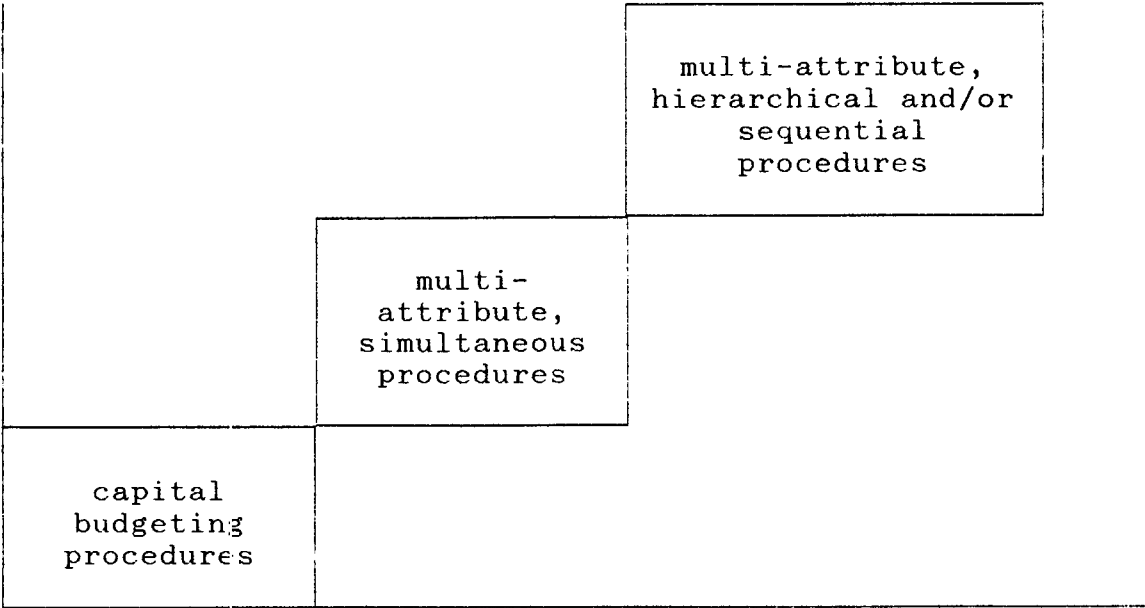 multi-attribute,
hierarchical and/or
sequential
procedures
multi-
attribute,
simultaneous
procedures
capital
budgeting
procedures